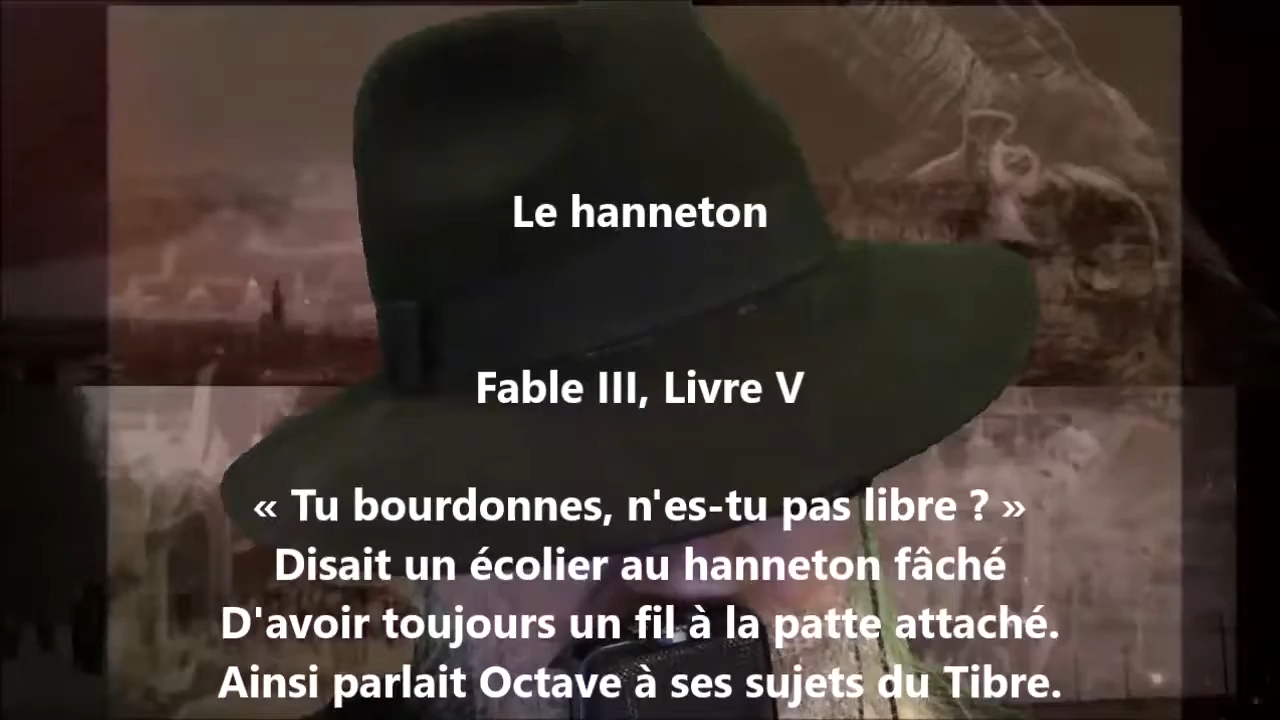 Le hanneton
Fable III, Livre V
« Tu bourdonnes, n'es-tu pas libre ? »
Disait un écolier au hanneton fâché
D'avoir toujours un fil à la patte attaché.
Ainsi parlait Octave à ses sujets du Tibre.